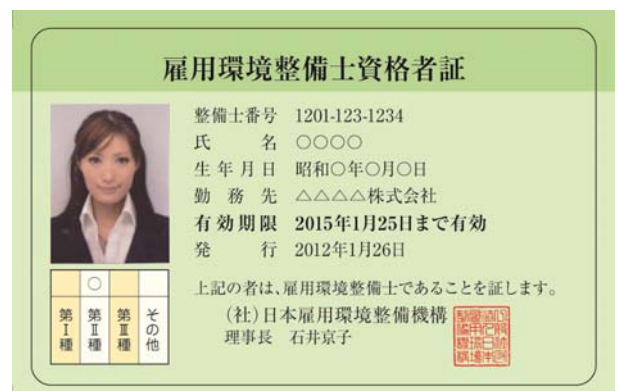 雇用環境整備士資格者証
整備士番号 1201-123-1234
氏名 ○○○○
生年月日 昭和○年○月○日
勤務先 △△△△株式会社
有効期限 2015年1月25日まで有効
発行 2012年1月26日
上記の者は、雇用環境整備士であることを証します。
(社)日本雇用環境整備機構
理事長 石井京子
○
第Ⅰ種 第Ⅱ種 第Ⅲ種 その他